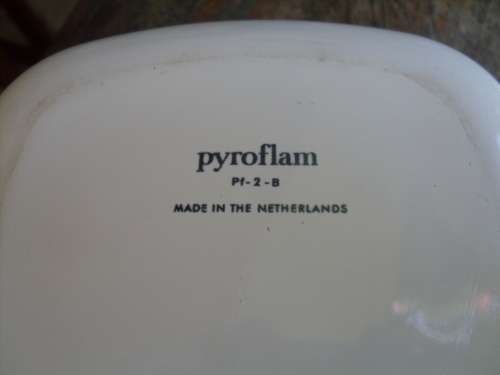 pyroflam
Pf-2-B
MADE IN THE NETHERLANDS